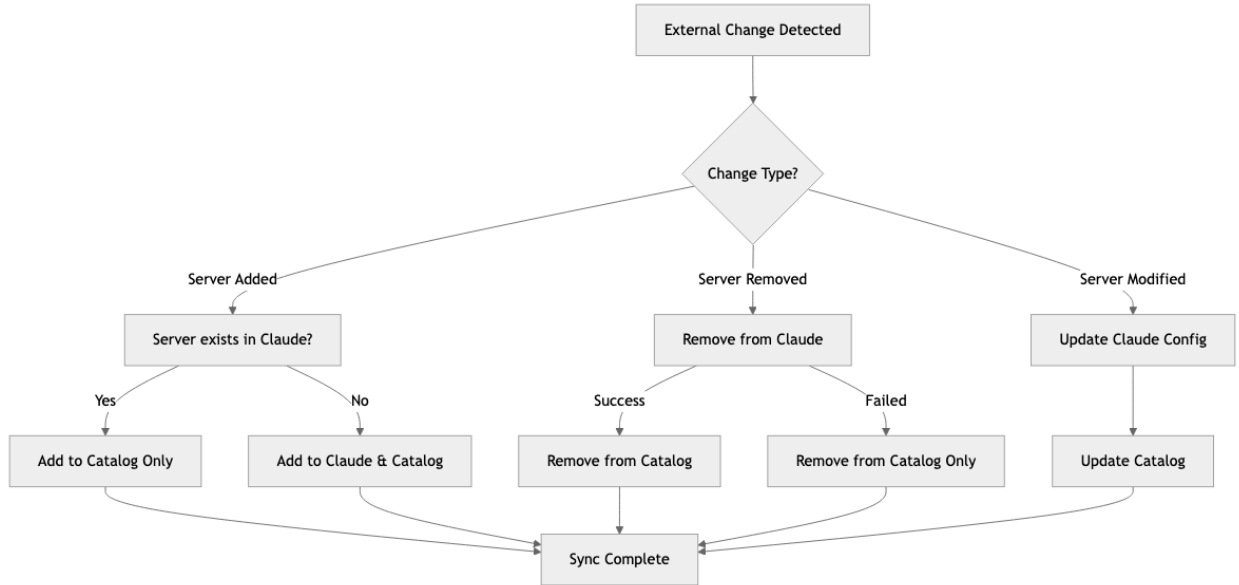 External Change Detected
Change Type?
Server Added
Server Removed
Server Modified
Server exists in Claude?
Remove from Claude
Update Claude Config
Yes
No
Success
Failed
Add to Catalog Only
Add to Claude & Catalog
Remove from Catalog
Remove from Catalog Only
Update Catalog
Sync Complete